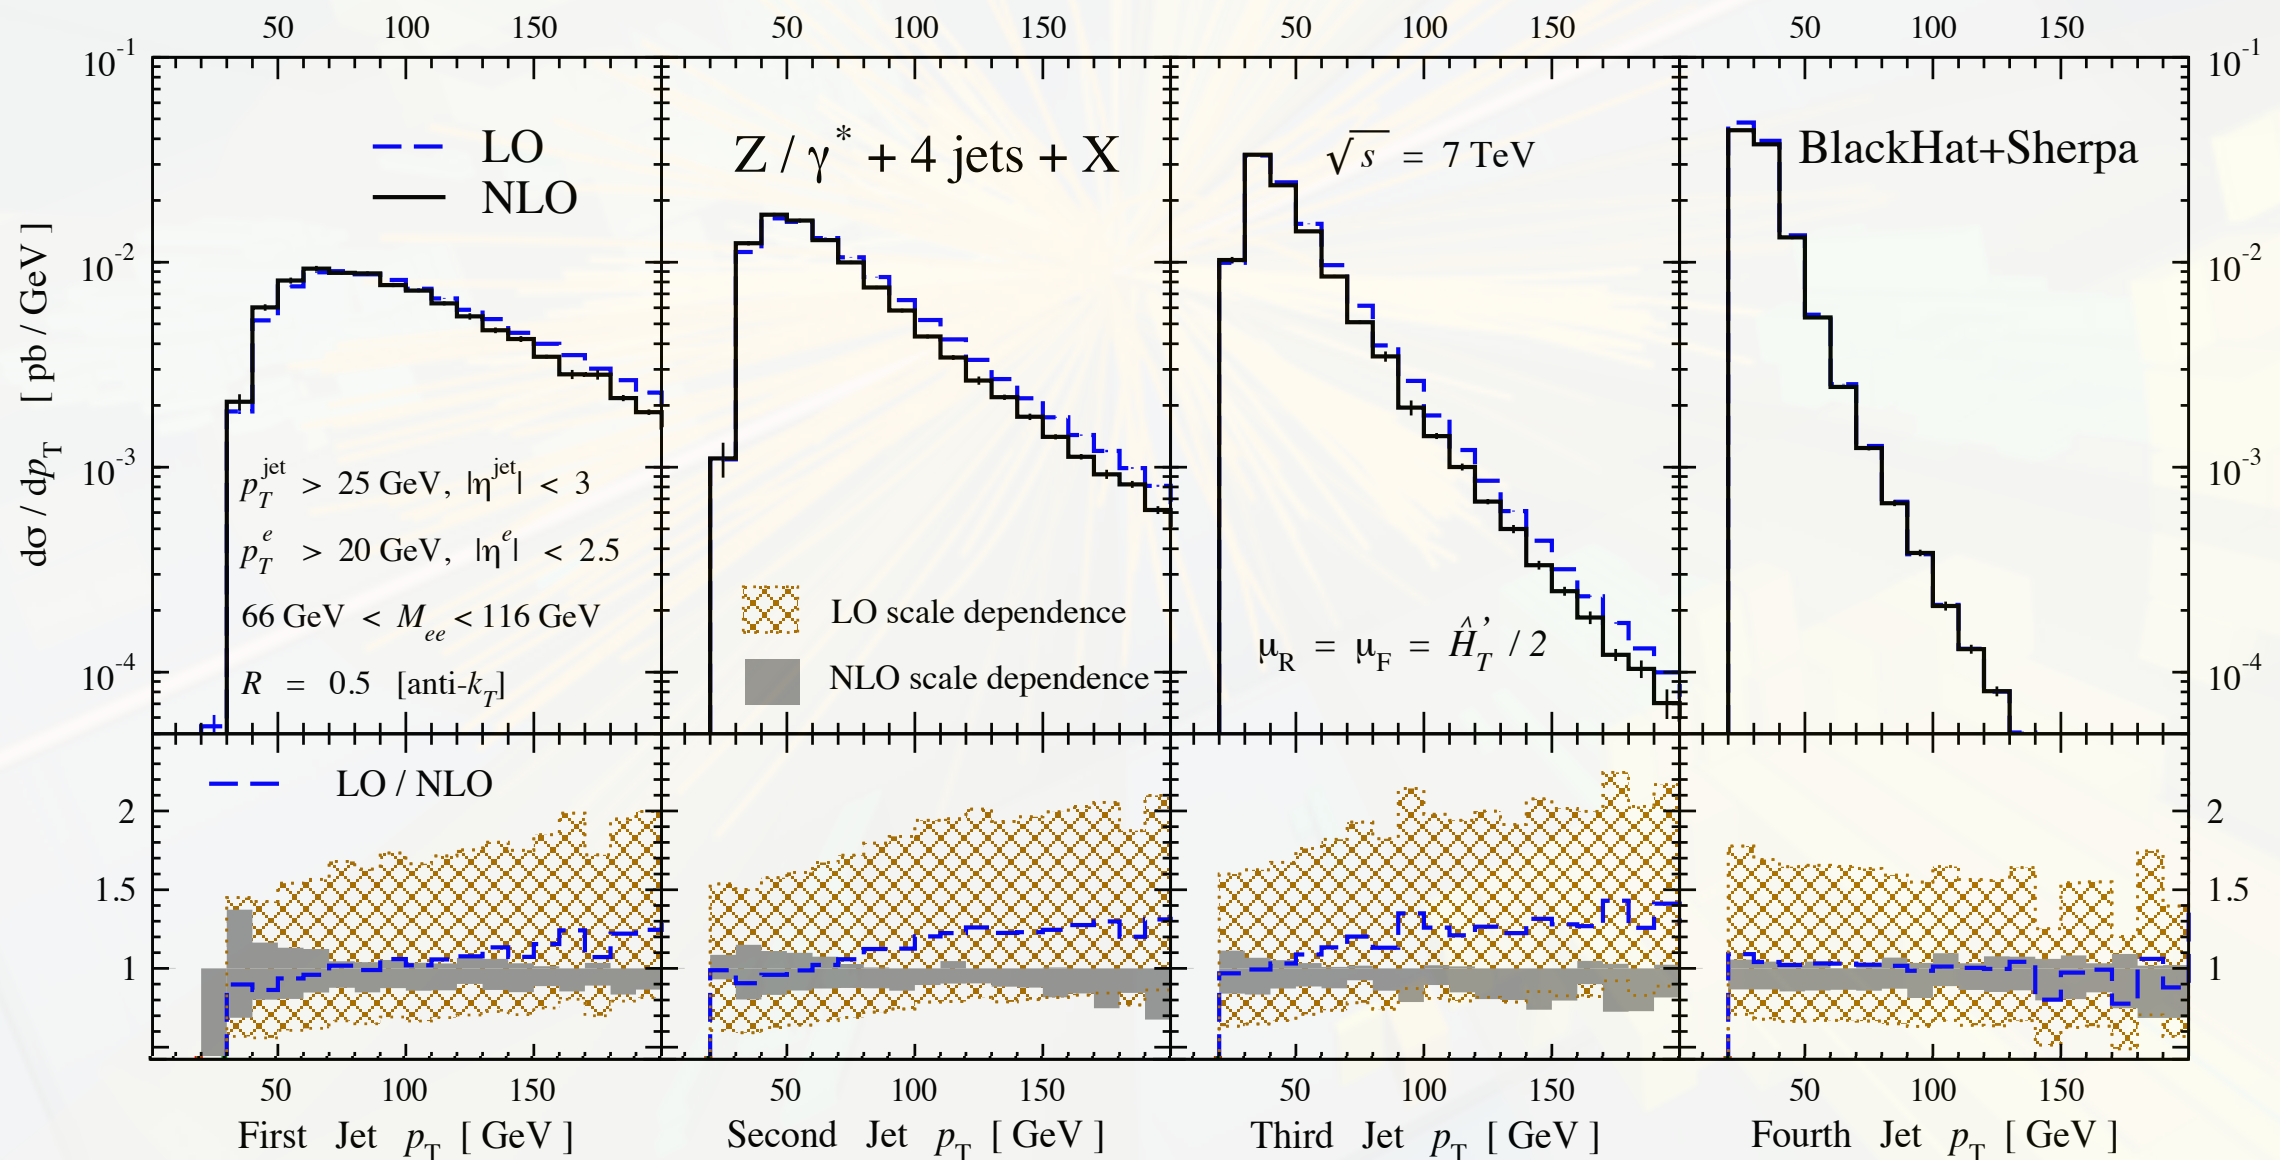 50 100 150 50 100 150 50 100 150 50 100 150
10^-1 10^-1
LO
NLO
Z / γ* + 4 jets + X
√s = 7 TeV
BlackHat+Sherpa
dσ / dp_T [ pb / GeV ]
10^-2 10^-2
10^-3 10^-3
10^-4 10^-4
p_T^jet > 25 GeV, |η^jet| < 3
p_T^e > 20 GeV, |η^e| < 2.5
66 GeV < M_ee < 116 GeV
R = 0.5 [anti-k_T]
LO scale dependence
NLO scale dependence
μ_R = μ_F = Ĥ_T' / 2
LO / NLO
2 2
1.5 1.5
1 1
50 100 150 50 100 150 50 100 150 50 100 150
First Jet p_T [ GeV ]
Second Jet p_T [ GeV ]
Third Jet p_T [ GeV ]
Fourth Jet p_T [ GeV ]